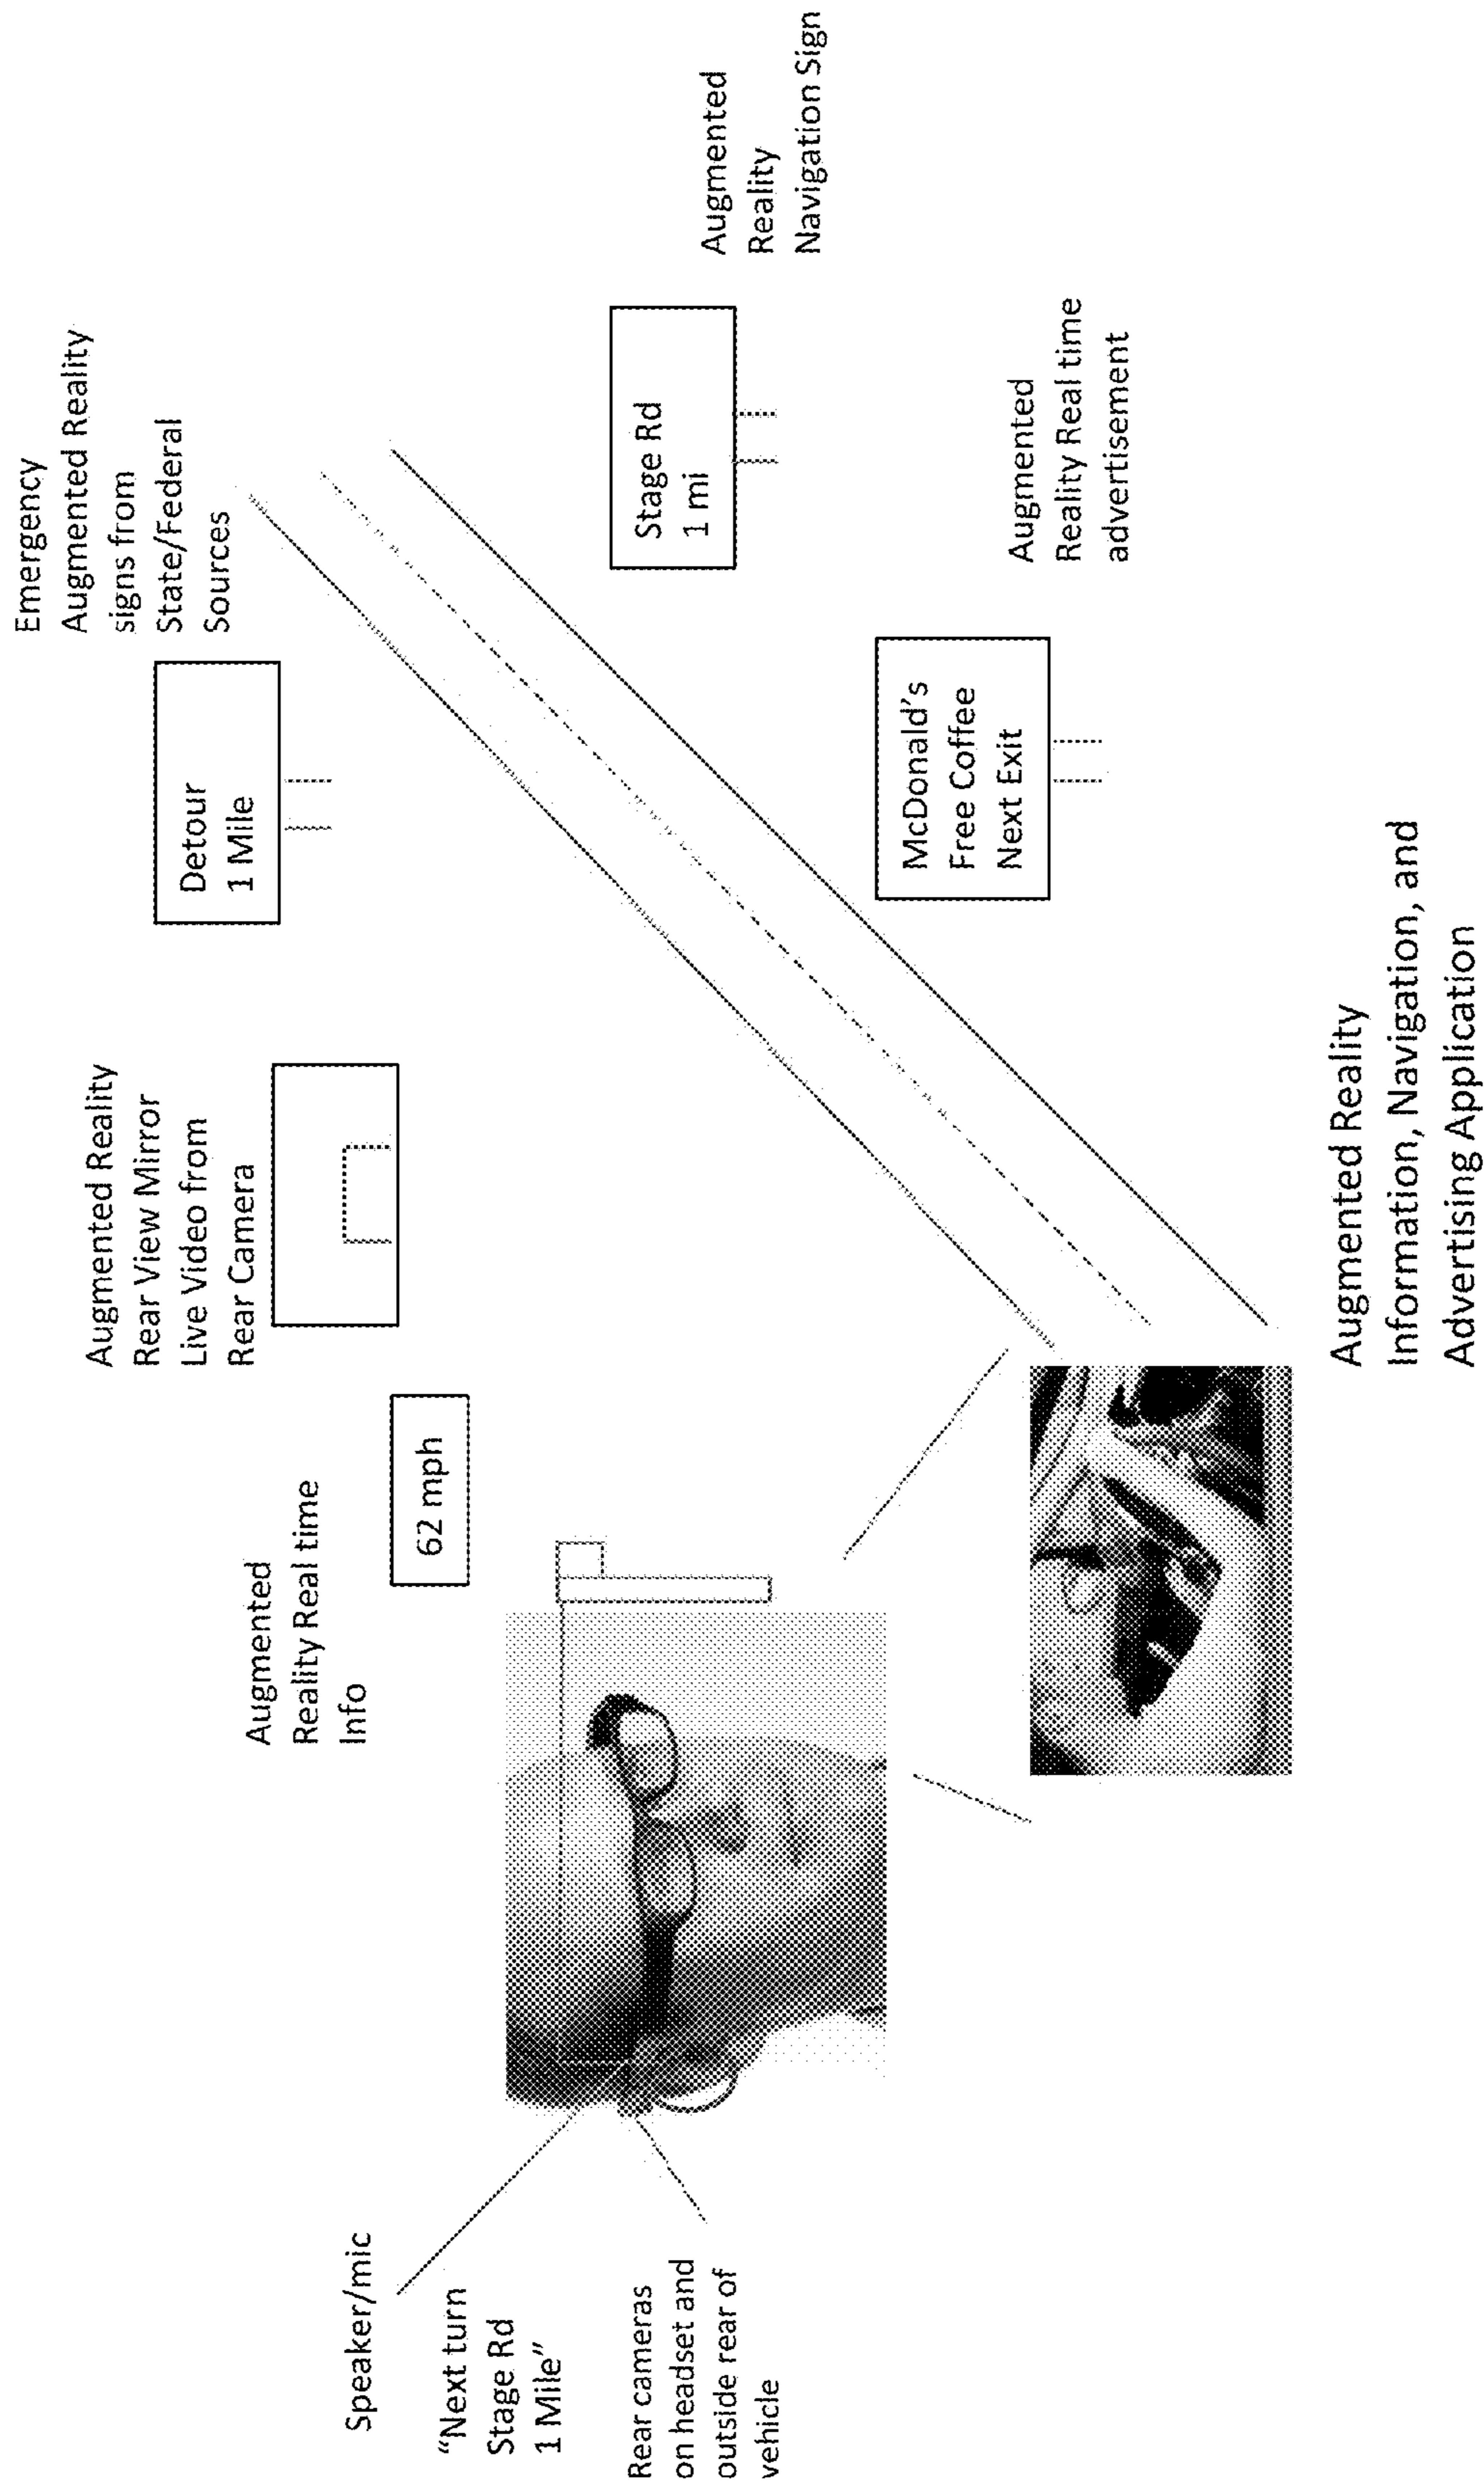 Emergency
Augmented Reality
signs from
State/Federal
Sources
Augmented Reality
Rear View Mirror
Live Video from
Rear Camera
Detour
1 Mile
Augmented
Reality Real time
Info
62 mph
Speaker/mic
“Next turn
Stage Rd
1 Mile”
Rear cameras
on headset and
outside rear of
vehicle
Stage Rd
1 mi
Augmented
Reality
Navigation Sign
McDonald's
Free Coffee
Next Exit
Augmented
Reality Real time
advertisement
Augmented Reality
Information, Navigation, and
Advertising Application